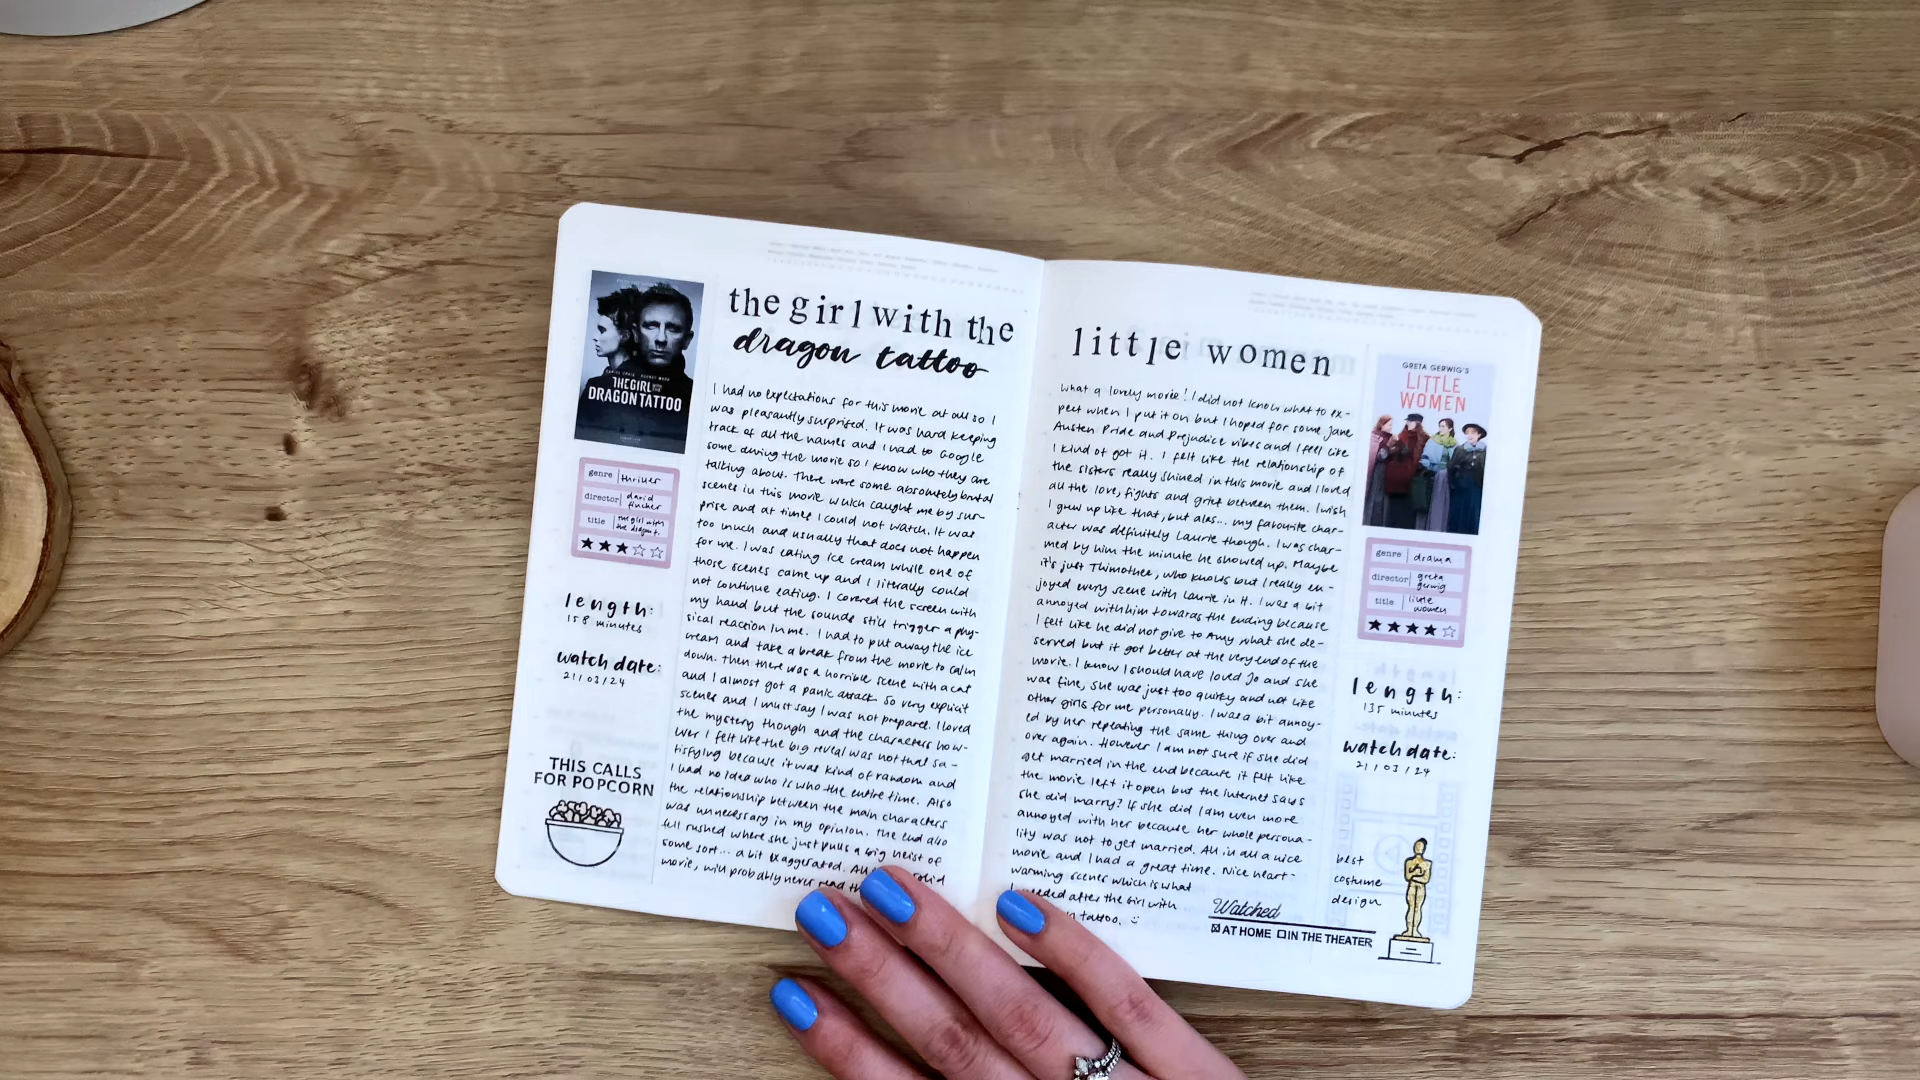 DANIEL CRAIG ROONEY MARA
THE GIRL WITH THE
DRAGON TATTOO
genre thriller
director david
fincher
title the girl with
the dragon t.
length:
158 minutes
watch date:
21/03/24
THIS CALLS
FOR POPCORN
the girl with the
dragon tattoo
I had no expectations for this movie at all so I
was pleasantly surprised. It was hard keeping
track of all the names and I had to Google
some during the movie so I know who they are
talking about. There were some absolutely brutal
scenes in this movie which caught me by sur-
prise and at times I could not watch. It was
too much and usually that does not happen
for me. I was eating ice cream while one of
those scenes came up and I literally could
not continue eating. I covered the screen with
my hand but the sounds still trigger a phy-
sical reaction in me. I had to put away the ice
cream and take a break from the movie to calm
down. Then there was a horrible scene with a cat
and I almost got a panic attack. So very explicit
scenes and I must say I was not prepared. I loved
the mystery though and the characters how-
ever I felt like the big reveal was not that sa-
tisfying because it was kind of random and
I had no idea who is who the entire time. Also
the relationship between the main characters
was unnecessary in my opinion. The end also
fell rushed where she just pulls a big heist of
some sort... a bit exaggerated. All solid
movie, will probably never read th
little women
What a lovely movie! I did not know what to ex-
pect when I put it on but I hoped for some Jane
Austen Pride and Prejudice vibes and I feel like
I kind of got it. I felt like the relationship of
the sisters really shined in this movie and I loved
all the love, fights and grief between them. I wish
I grew up like that, but alas... my favourite char-
acter was definitely Laurie though. I was char-
med by him the minute he showed up. Maybe
it's just Thimothee, who knows but I really en-
joyed every scene with Laurie in it. I was a bit
annoyed with him towards the ending because
I felt like he did not give to Amy what she de-
served but it got better at the very end of the
movie. I know I should have loved Jo and she
was fine, she was just too quirky and not like
other girls for me personally. I was a bit annoy-
ed by her repeating the same thing over and
over again. However I am not sure if she did
get married in the end because it felt like
the movie left it open but the internet says
she did marry? If she did I am even more
annoyed with her because her whole persona-
lity was not to get married. All in all a nice
movie and I had a great time. Nice heart-
warming scenes which is what
I needed after the Girl with
n tattoo. :)
Watched
AT HOME IN THE THEATER
GRETA GERWIG'S
LITTLE
WOMEN
genre drama
director greta
gerwig
title little
women
length:
135 minutes
watch date:
21/03/24
best
costume
design